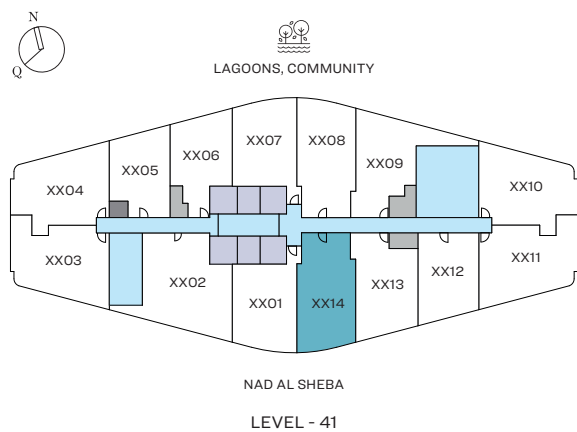 N
Q
LAGOONS, COMMUNITY
XX07
XX08
XX06
XX09
XX05
XX04
XX10
XX03
XX02
XX01
XX14
XX13
XX12
XX11
NAD AL SHEBA
LEVEL - 41